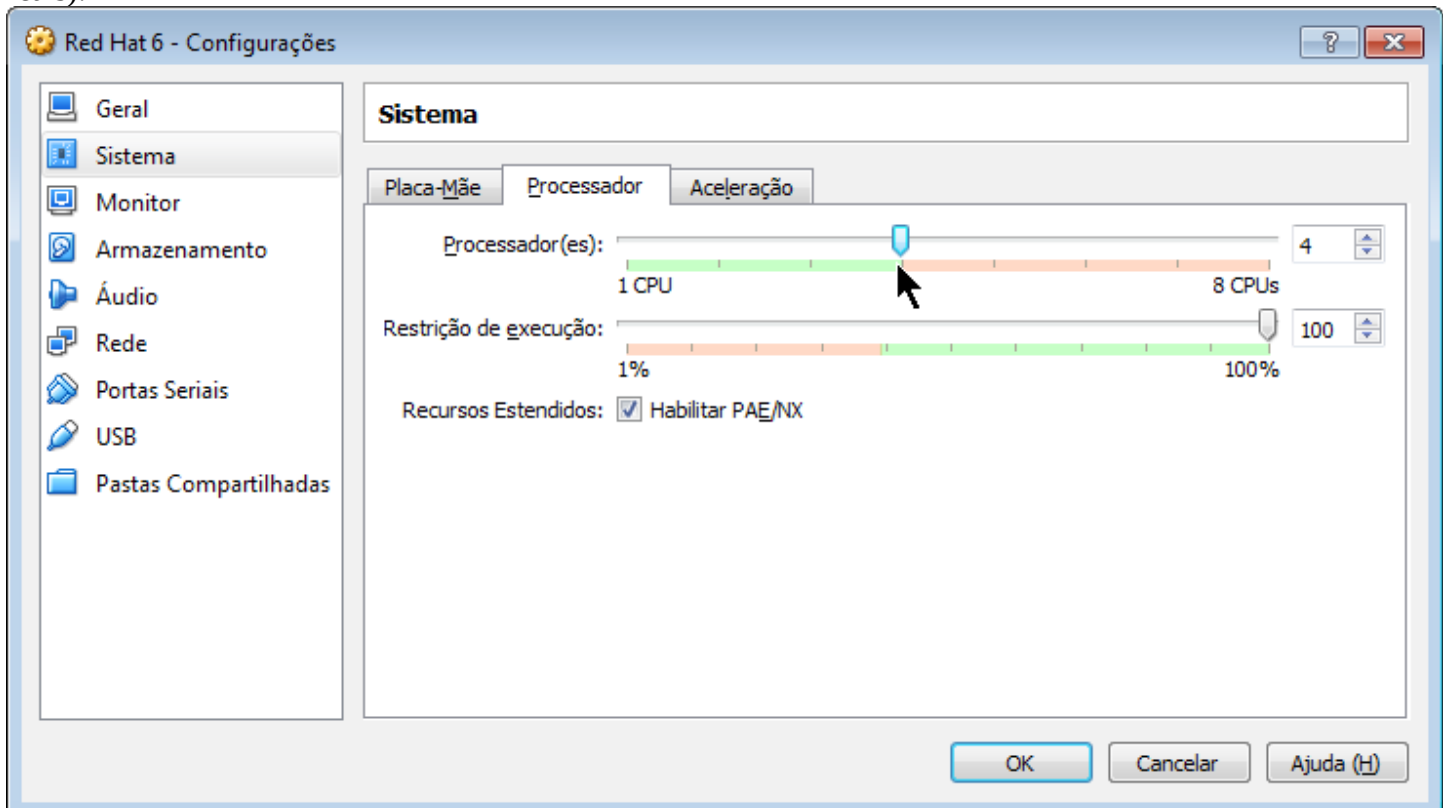 Red Hat 6 - Configurações
?
Geral
Sistema
Monitor
Armazenamento
Áudio
Rede
Portas Seriais
USB
Pastas Compartilhadas
Sistema
Placa-Mãe Processador Aceleração
Processador(es): 4
1 CPU 8 CPUs
Restrição de execução: 100
1% 100%
Recursos Estendidos: Habilitar PAE/NX
OK Cancelar Ajuda (H)